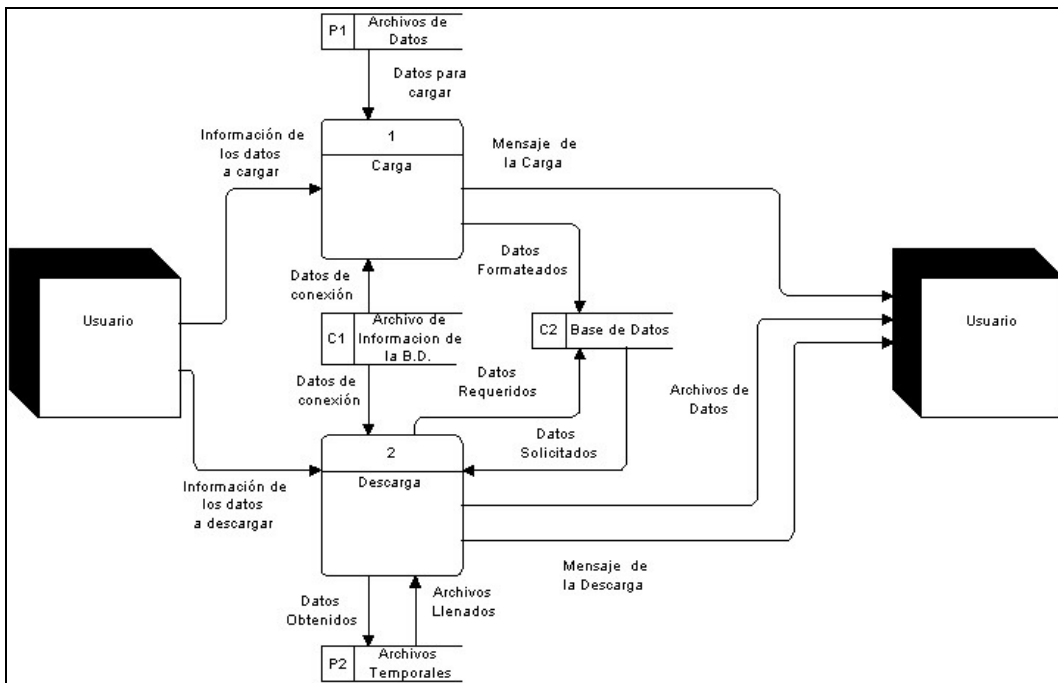 P1
Archivos de
Datos
Datos para
cargar
Información de
los datos
a cargar
1
Carga
Mensaje de
la Carga
Datos
Formateados
Datos de
conexión
Usuario
C1
Archivo de
Informacion de
la B.D.
C2
Base de Datos
Usuario
Datos de
conexión
Datos
Requeridos
Archivos de
Datos
Datos
Solicitados
2
Descarga
Información de
los datos
a descargar
Mensaje de
la Descarga
Datos
Obtenidos
Archivos
Llenados
P2
Archivos
Temporales